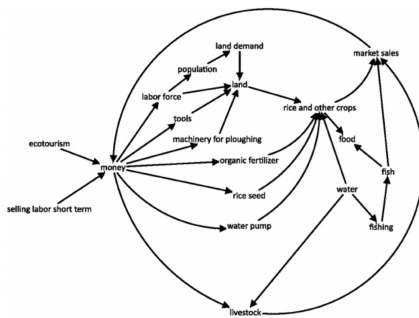 land demand
market sales
population
land
labor force
rice and other crops
tools
machinery for ploughing
food
ecotourism
organic fertilizer
money
fish
water
rice seed
selling labor short term
water pump
fishing
livestock